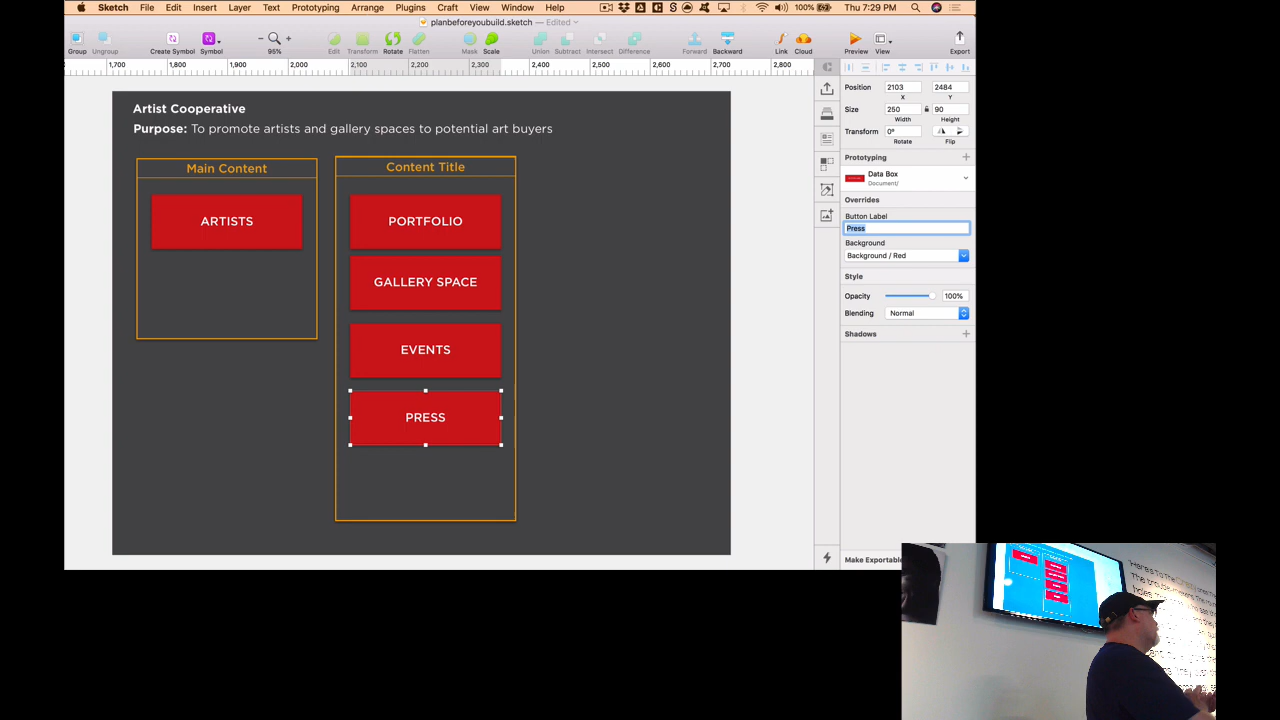 Sketch File Edit Insert Layer Text Prototyping Arrange Plugins Craft View Window Help 100% Thu 7:29 PM
planbeforeyoubuild.sketch — Edited
Group Ungroup Create Symbol Symbol 95% Edit Transform Rotate Flatten Mask Scale Union Subtract Intersect Difference Forward Backward Link Cloud Preview View Export
1,700 1,800 1,900 2,000 2,100 2,200 2,300 2,400 2,500 2,600 2,700 2,800
Artist Cooperative
Purpose: To promote artists and gallery spaces to potential art buyers
Main Content
ARTISTS
Content Title
PORTFOLIO
GALLERY SPACE
EVENTS
PRESS
Position 2103 2484
X Y
Size 250 90
Width Height
Transform 0º
Rotate Flip
Prototyping
Data Box
Document/
Overrides
Button Label
Press
Background
Background / Red
Style
Opacity 100%
Blending Normal
Shadows
Make Exportable